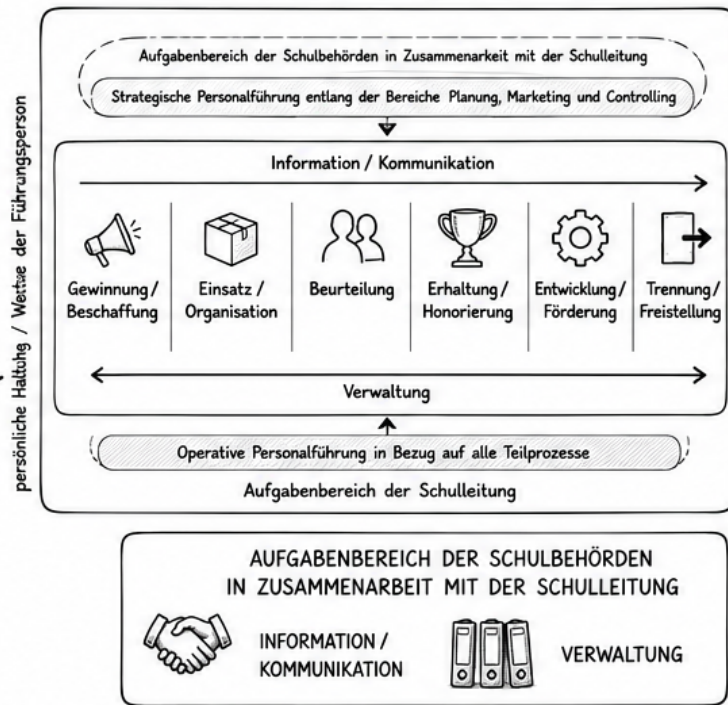 Aufgabenbereich der Schulbehörden in Zusammenarbeit mit der Schulleitung
Strategische Personalführung entlang der Bereiche Planung, Marketing und Controlling
persönliche Haltung / der Führungsperson
Information / Kommunikation
Gewinnung /
Beschaffung
Einsatz /
Organisation
Beurteilung
Erhaltung /
Honorierung
Entwicklung /
Förderung
Trennung /
Freistellung
Verwaltung
Operative Personalführung in Bezug auf alle Teilprozesse
Aufgabenbereich der Schulleitung
AUFGABENBEREICH DER SCHULBEHÖRDEN
IN ZUSAMMENARBEIT MIT DER SCHULLEITUNG
INFORMATION /
KOMMUNIKATION
VERWALTUNG